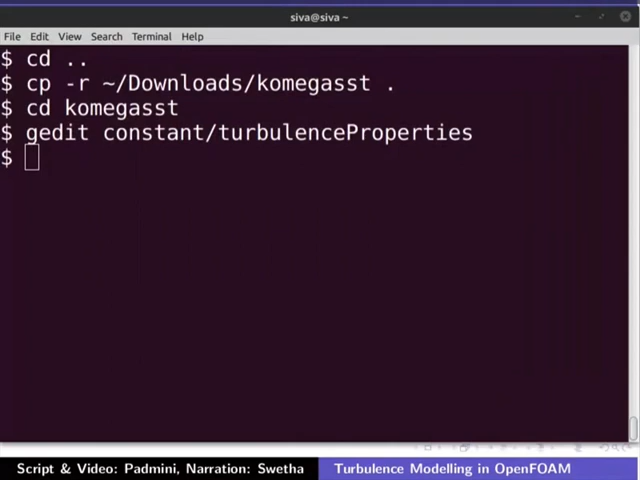 siva@siva ~
File Edit View Search Terminal Help
$ cd ..
$ cp -r ~/Downloads/komegasst .
$ cd komegasst
$ gedit constant/turbulenceProperties
$
Script & Video: Padmini, Narration: Swetha
Turbulence Modelling in OpenFOAM